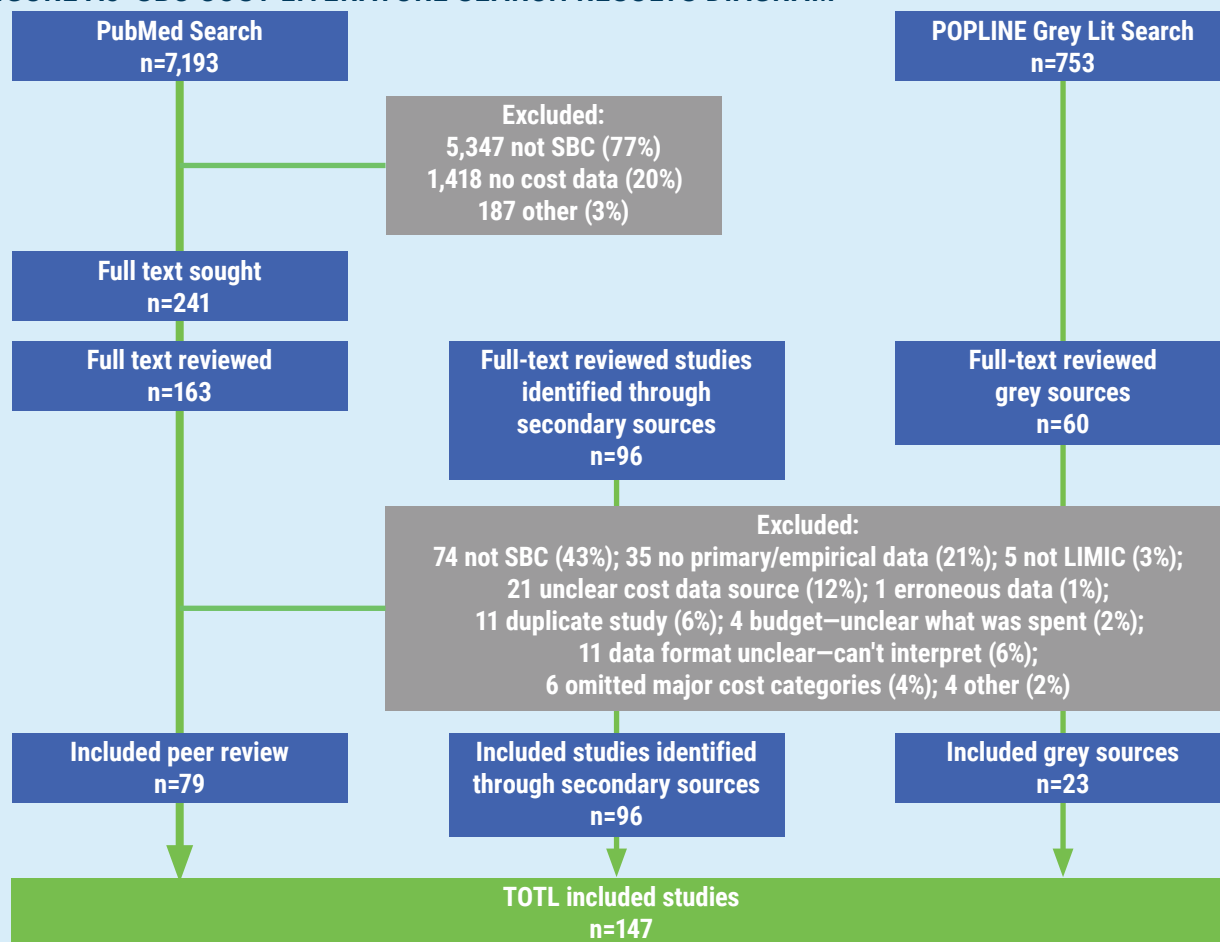 PubMed Search
n=7,193
POPLINE Grey Lit Search
n=753
Excluded:
5,347 not SBC (77%)
1,418 no cost data (20%)
187 other (3%)
Full text sought
n=241
Full text reviewed
n=163
Full-text reviewed studies
identified through
secondary sources
n=96
Full-text reviewed
grey sources
n=60
Excluded:
74 not SBC (43%); 35 no primary/empirical data (21%); 5 not LIMIC (3%);
21 unclear cost data source (12%); 1 erroneous data (1%);
11 duplicate study (6%); 4 budget—unclear what was spent (2%);
11 data format unclear—can't interpret (6%);
6 omitted major cost categories (4%); 4 other (2%)
Included peer review
n=79
Included studies identified
through secondary sources
n=96
Included grey sources
n=23
TOTL included studies
n=147